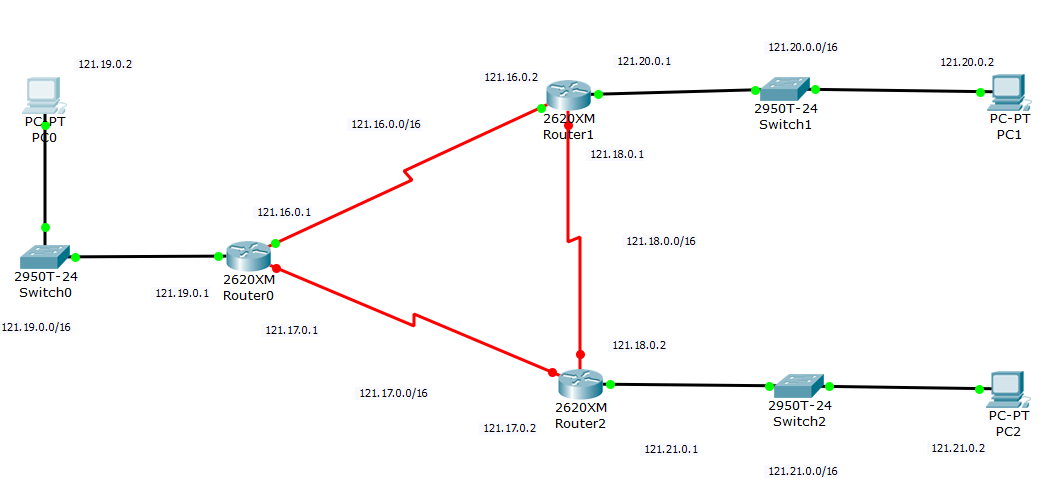 121.19.0.2
PC-PT
PC0
2950T-24
Switch0
121.19.0.0/16
121.19.0.1
2620XM
Router0
121.16.0.1
121.17.0.1
121.16.0.0/16
121.17.0.0/16
121.16.0.2
2620XM
Router1
121.20.0.1
121.18.0.1
121.18.0.0/16
121.20.0.0/16
2950T-24
Switch1
121.20.0.2
PC-PT
PC1
121.18.0.2
2620XM
Router2
121.17.0.2
121.21.0.1
2950T-24
Switch2
121.21.0.0/16
PC-PT
PC2
121.21.0.2